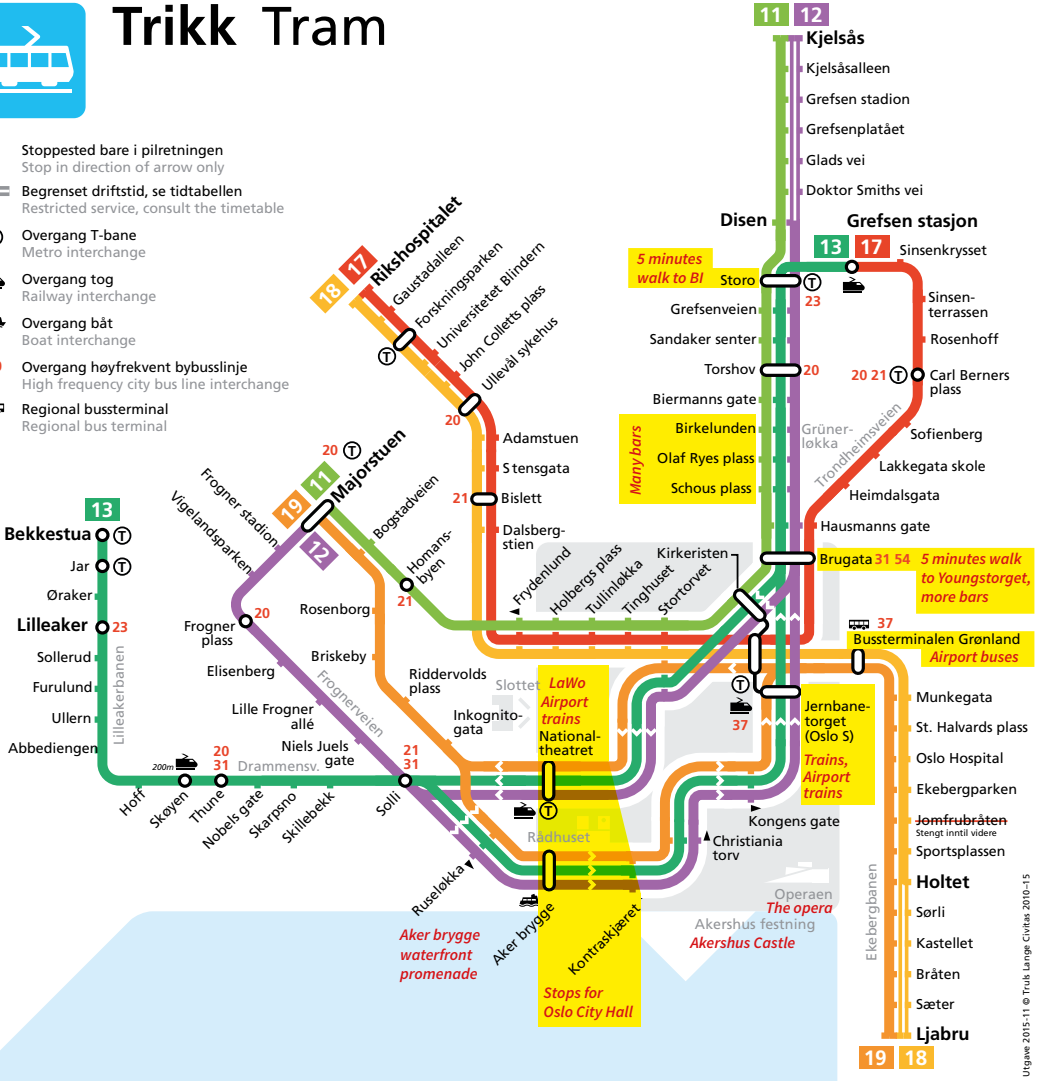 Trikk Tram
Stoppested bare i pilretningen
Stop in direction of arrow only
Begrenset driftstid, se tidtabellen
Restricted service, consult the timetable
Overgang T-bane
Metro interchange
Overgang tog
Railway interchange
Overgang båt
Boat interchange
Overgang høyfrekvent bybusslinje
High frequency city bus line interchange
Regional bussterminal
Regional bus terminal
11 12
Kjelsås
Kjelsåsalleen
Grefsen stadion
Grefsenplatået
Glads vei
Doktor Smiths vei
Disen
Grefsen stasjon
13 17
Sinsenkrysset
5 minutes
walk to BI
Storo
T
23
Grefsenveien
Sandaker senter
Torshov
20
Biermanns gate
Birkelunden
Olaf Ryes plass
Schous plass
Many bars
Grüner-
løkka
Sinsen-
terrassen
Rosenhoff
20 21 T
Carl Berners
plass
Trondheimsveien
Sofienberg
Lakkegata skole
Heimdalsgata
Hausmanns gate
Brugata 31 54
5 minutes walk
to Youngstorget,
more bars
18 17
Rikshospitalet
Gaustadalleen
Forskningsparken
T
Universitetet Blindern
John Colletts plass
Ullevål sykehus
20
Adamstuen
Stensgata
21
Bislett
Dalsberg-
stien
20 T
19 11
Majorstuen
12
Bogstadveien
Homans-
byen
21
Frogner stadion
Vigelandsparken
20
Frogner
plass
Elisenberg
Lille Frogner
allé
Niels Juels
gate
Frognerveien
Rosenborg
Briskeby
Riddervolds
plass
Inkognito-
gata
Slottet
Frydenlund
Holbergs plass
Tullinløkka
Tinghuset
Stortorvet
Kirkeristen
13
Bekkestua
T
Jar
T
Øraker
Lilleaker
23
Sollerud
Furulund
Ullern
Abbediengen
Lilleakerbanen
Hoff
200m
Skøyen
20
31
Thune
Drammensv.
Nobels gate
Skarpsno
Skillebekk
21
31
Solli
LaWo
Airport
trains
National-
theatret
T
Rådhuset
Ruseløkka
Aker brygge
Kontraskjæret
Christiania
torv
Kongens gate
Aker brygge
waterfront
promenade
Stops for
Oslo City Hall
T
37
Jernbane-
torget
(Oslo S)
Trains,
Airport
trains
37
Bussterminalen Grønland
Airport buses
Operaen
The opera
Akershus festning
Akershus Castle
Munkegata
St. Halvards plass
Oslo Hospital
Ekebergparken
Jomfrubråten
Stengt inntil videre
Sportsplassen
Holtet
Sørli
Kastellet
Bråten
Sæter
Ljabru
19 18
Ekebergbanen
Utgave 2015-11 © Truls Lange Civitas 2010–15